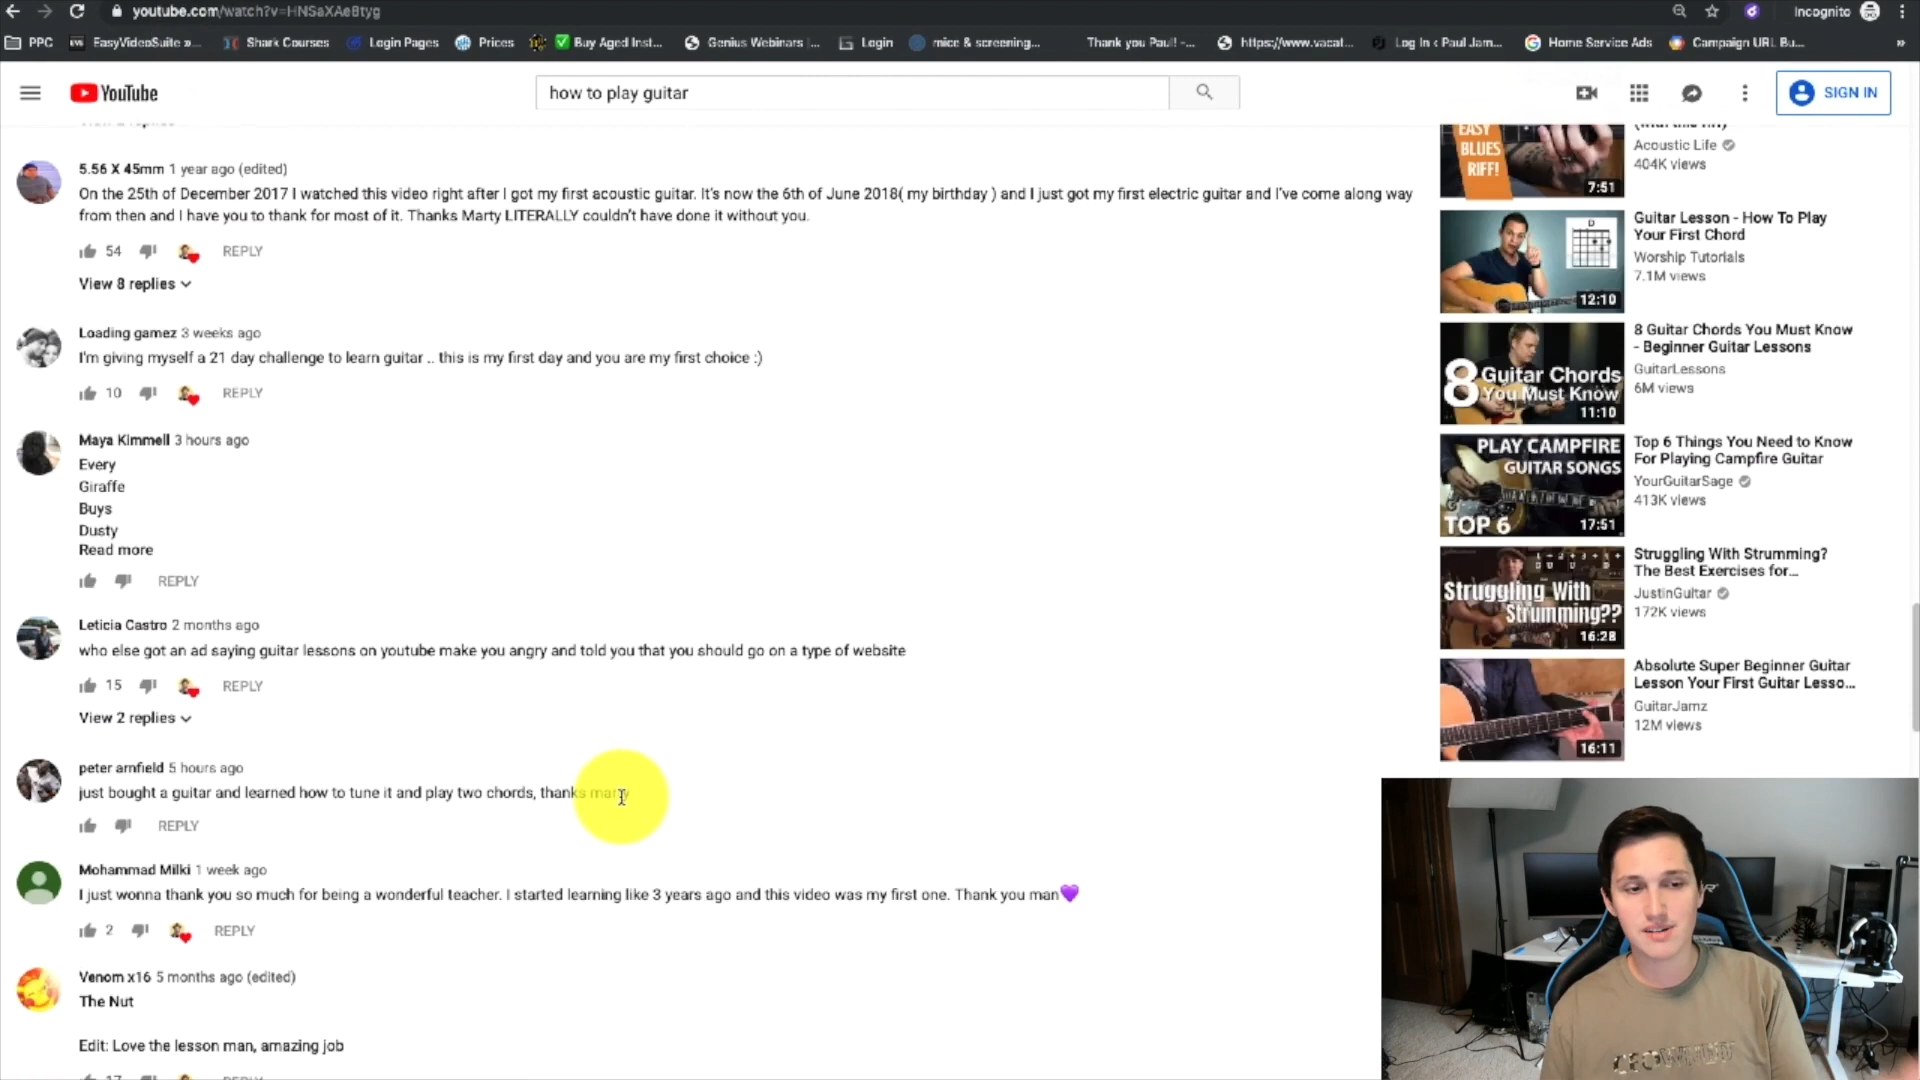 youtube.com/watch?v=HNSaXAe8tyg
Incognito
PPC
EasyVideoSuite »...
Shark Courses
Login Pages
Prices
Buy Aged Inst...
Genius Webinars |...
Login
mice & screening...
Thank you Paul! -...
https://www.vacat...
Log In ‹ Paul Jam...
Home Service Ads
Campaign URL Bu...
»
YouTube
how to play guitar
SIGN IN
5.56 X 45mm 1 year ago (edited)
On the 25th of December 2017 I watched this video right after I got my first acoustic guitar. It's now the 6th of June 2018( my birthday ) and I just got my first electric guitar and I've come along way
from then and I have you to thank for most of it. Thanks Marty LITERALLY couldn't have done it without you.
54
REPLY
View 8 replies
Loading gamez 3 weeks ago
I'm giving myself a 21 day challenge to learn guitar .. this is my first day and you are my first choice :)
10
REPLY
Maya Kimmell 3 hours ago
Every
Giraffe
Buys
Dusty
Read more
REPLY
Leticia Castro 2 months ago
who else got an ad saying guitar lessons on youtube make you angry and told you that you should go on a type of website
15
REPLY
View 2 replies
peter arnfield 5 hours ago
just bought a guitar and learned how to tune it and play two chords, thanks marty
REPLY
Mohammad Milki 1 week ago
I just wonna thank you so much for being a wonderful teacher. I started learning like 3 years ago and this video was my first one. Thank you man💜
2
REPLY
Venom x16 5 months ago (edited)
The Nut
Edit: Love the lesson man, amazing job
17
REPLY
EASY
BLUES
RIFF!
7:51
Acoustic Life
404K views
D
12:10
Guitar Lesson - How To Play
Your First Chord
Worship Tutorials
7.1M views
8 Guitar Chords
You Must Know
11:10
8 Guitar Chords You Must Know
- Beginner Guitar Lessons
GuitarLessons
6M views
PLAY CAMPFIRE
GUITAR SONGS
TOP 6
17:51
Top 6 Things You Need to Know
For Playing Campfire Guitar
YourGuitarSage
413K views
Struggling With
Strumming??
16:28
Struggling With Strumming?
The Best Exercises for...
JustinGuitar
172K views
16:11
Absolute Super Beginner Guitar
Lesson Your First Guitar Lesso...
GuitarJamz
12M views